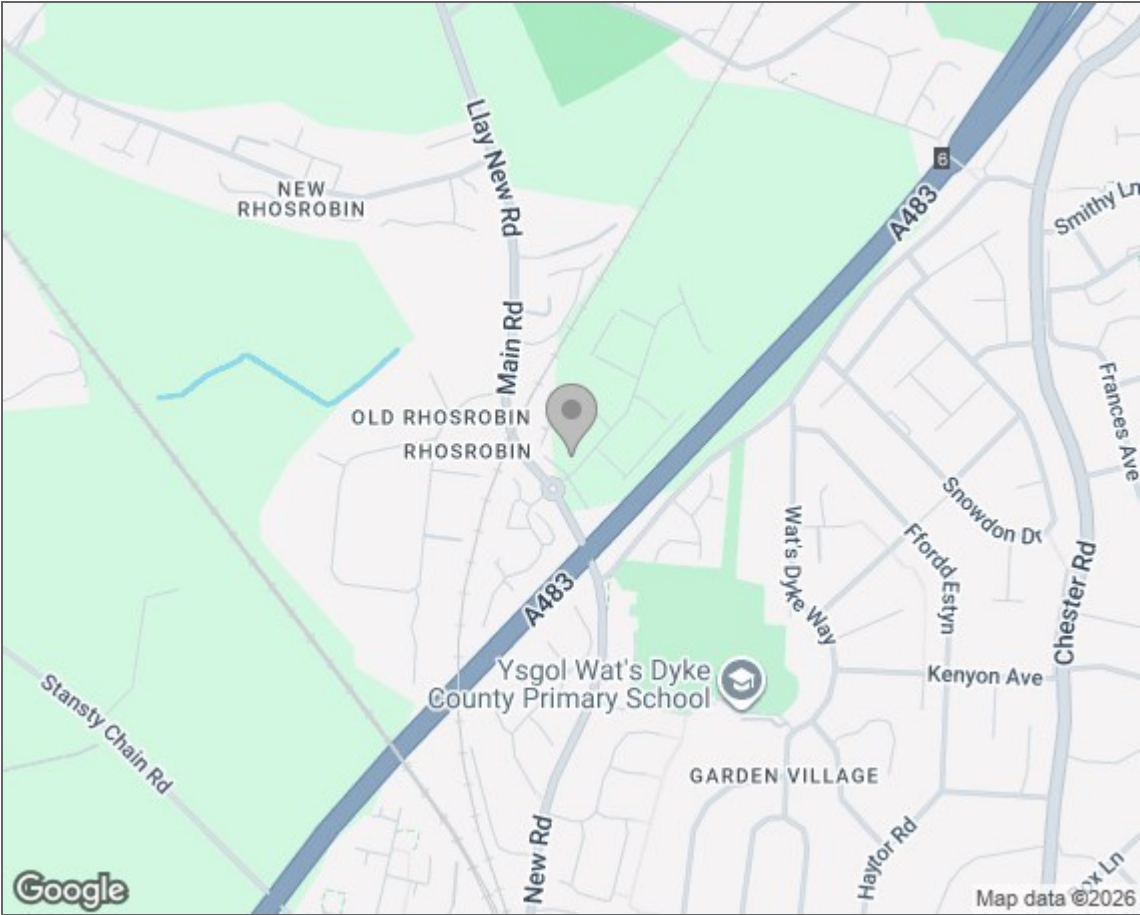 Llay New Rd
NEW
RHOSROBIN
6
A483
Smithy Ln
Main Rd
OLD RHOSROBIN
RHOSROBIN
Frances Ave
Snowdon Dr
Wat's Dyke Way
Ffordd Estyn
A483
Chester Rd
Ysgol Wat's Dyke
County Primary School
Kenyon Ave
Stansty Chain Rd
GARDEN VILLAGE
New Rd
Haytor Rd
Ln
Google
Map data ©2026